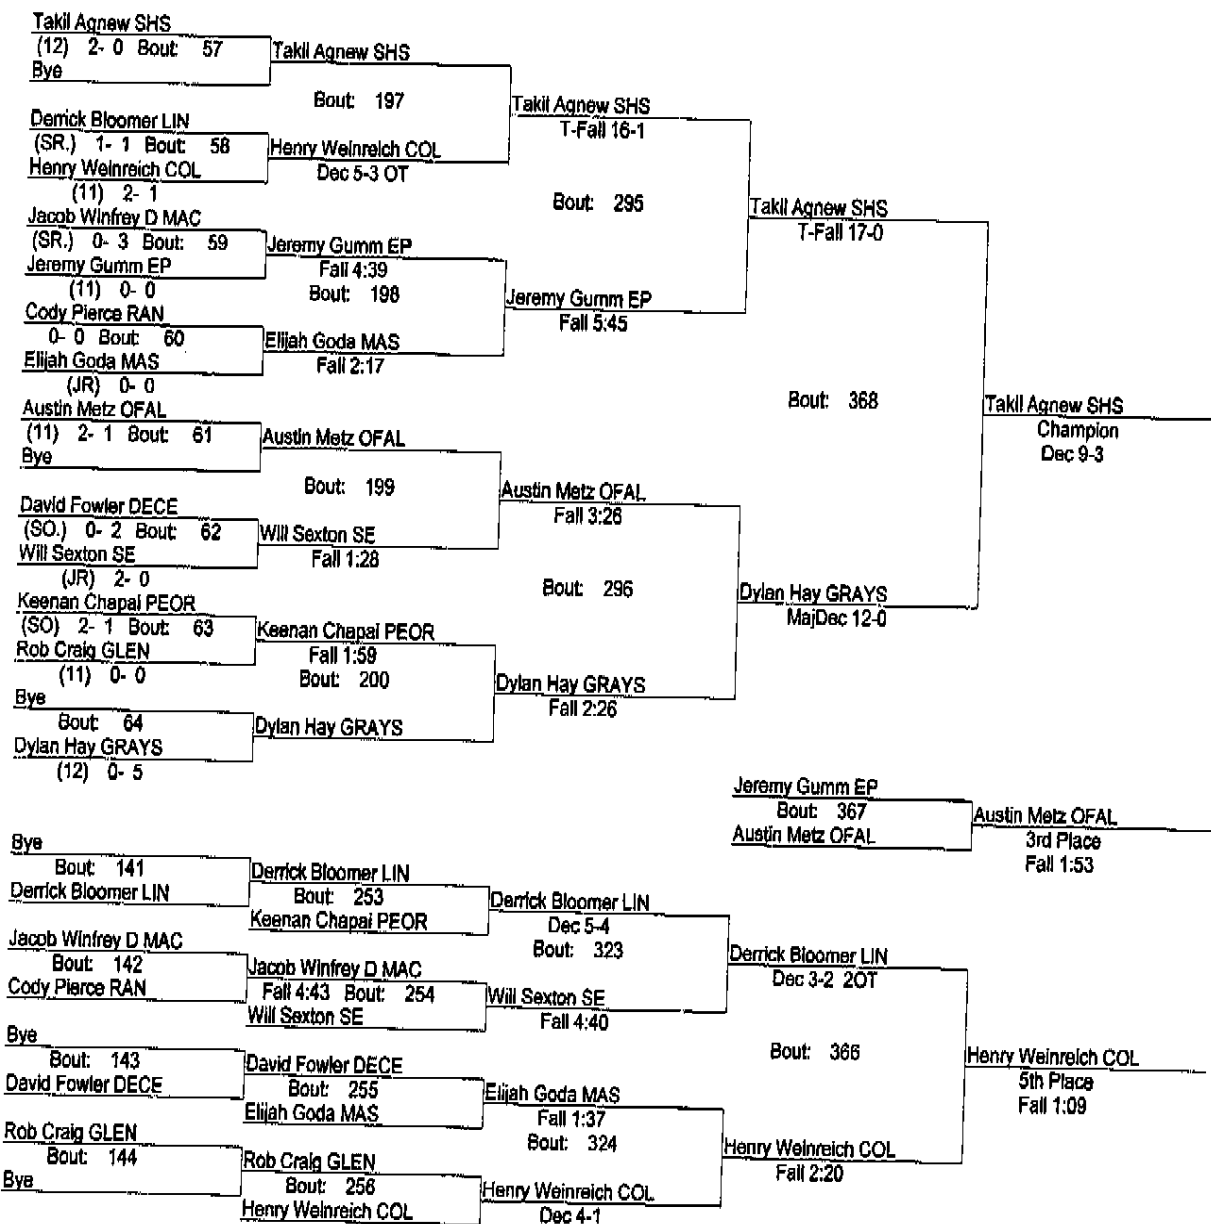 Takil Agnew SHS
(12) 2- 0 Bout: 57
Bye
Takil Agnew SHS
Bout: 197
Derrick Bloomer LIN
(SR.) 1- 1 Bout: 58
Henry Weinreich COL
(11) 2- 1
Henry Weinreich COL
Dec 5-3 OT
Takil Agnew SHS
T-Fall 16-1
Bout: 295
Jacob Winfrey D MAC
(SR.) 0- 3 Bout: 59
Jeremy Gumm EP
(11) 0- 0
Jeremy Gumm EP
Fall 4:39
Bout: 198
Cody Pierce RAN
0- 0 Bout: 60
Elijah Goda MAS
(JR) 0- 0
Elijah Goda MAS
Fall 2:17
Jeremy Gumm EP
Fall 5:45
Takil Agnew SHS
T-Fall 17-0
Bout: 368
Takil Agnew SHS
Champion
Dec 9-3
Austin Metz OFAL
(11) 2- 1 Bout: 61
Bye
Austin Metz OFAL
Bout: 199
David Fowler DECE
(SO.) 0- 2 Bout: 62
Will Sexton SE
(JR) 2- 0
Will Sexton SE
Fall 1:28
Austin Metz OFAL
Fall 3:26
Bout: 296
Keenan Chapai PEOR
(SO) 2- 1 Bout: 63
Rob Craig GLEN
(11) 0- 0
Keenan Chapai PEOR
Fall 1:59
Bout: 200
Bye
Bout: 64
Dylan Hay GRAYS
(12) 0- 5
Dylan Hay GRAYS
Dylan Hay GRAYS
Fall 2:26
Dylan Hay GRAYS
MajDec 12-0
Jeremy Gumm EP
Bout: 367
Austin Metz OFAL
Austin Metz OFAL
3rd Place
Fall 1:53
Bye
Bout: 141
Derrick Bloomer LIN
Derrick Bloomer LIN
Bout: 253
Keenan Chapai PEOR
Derrick Bloomer LIN
Dec 5-4
Bout: 323
Jacob Winfrey D MAC
Bout: 142
Cody Pierce RAN
Jacob Winfrey D MAC
Fall 4:43 Bout: 254
Will Sexton SE
Will Sexton SE
Fall 4:40
Derrick Bloomer LIN
Dec 3-2 2OT
Bout: 366
Bye
Bout: 143
David Fowler DECE
David Fowler DECE
Bout: 255
Elijah Goda MAS
Elijah Goda MAS
Fall 1:37
Bout: 324
Rob Craig GLEN
Bout: 144
Bye
Rob Craig GLEN
Bout: 256
Henry Weinreich COL
Henry Weinreich COL
Dec 4-1
Henry Weinreich COL
Fall 2:20
Henry Weinreich COL
5th Place
Fall 1:09